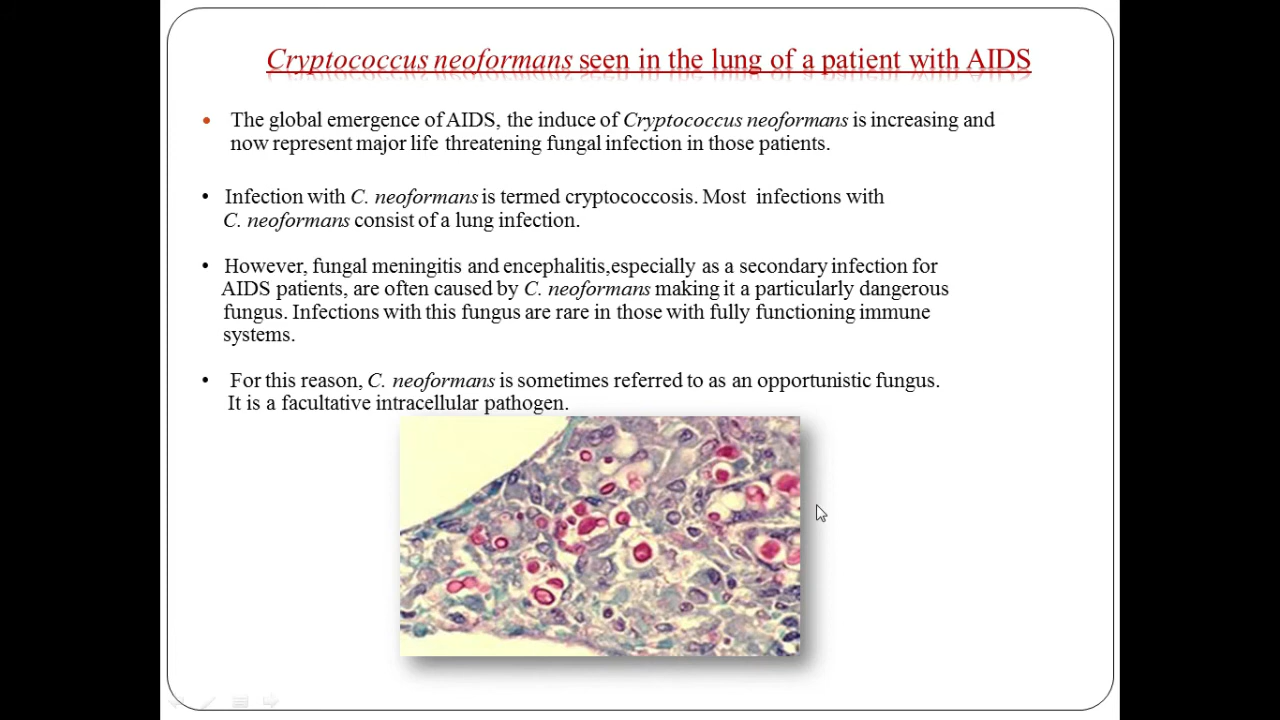 Cryptococcus neoformans seen in the lung of a patient with AIDS
• The global emergence of AIDS, the induce of Cryptococcus neoformans is increasing and
now represent major life threatening fungal infection in those patients.
• Infection with C. neoformans is termed cryptococcosis. Most infections with
C. neoformans consist of a lung infection.
• However, fungal meningitis and encephalitis,especially as a secondary infection for
AIDS patients, are often caused by C. neoformans making it a particularly dangerous
fungus. Infections with this fungus are rare in those with fully functioning immune
systems.
• For this reason, C. neoformans is sometimes referred to as an opportunistic fungus.
It is a facultative intracellular pathogen.